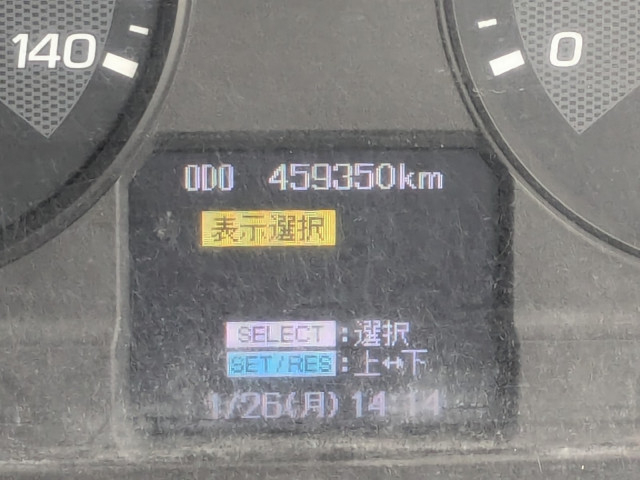 140
0
ODO 459350km
表示選択
SELECT:選択
SET/RES:上↔下
1/26(月) 14:14